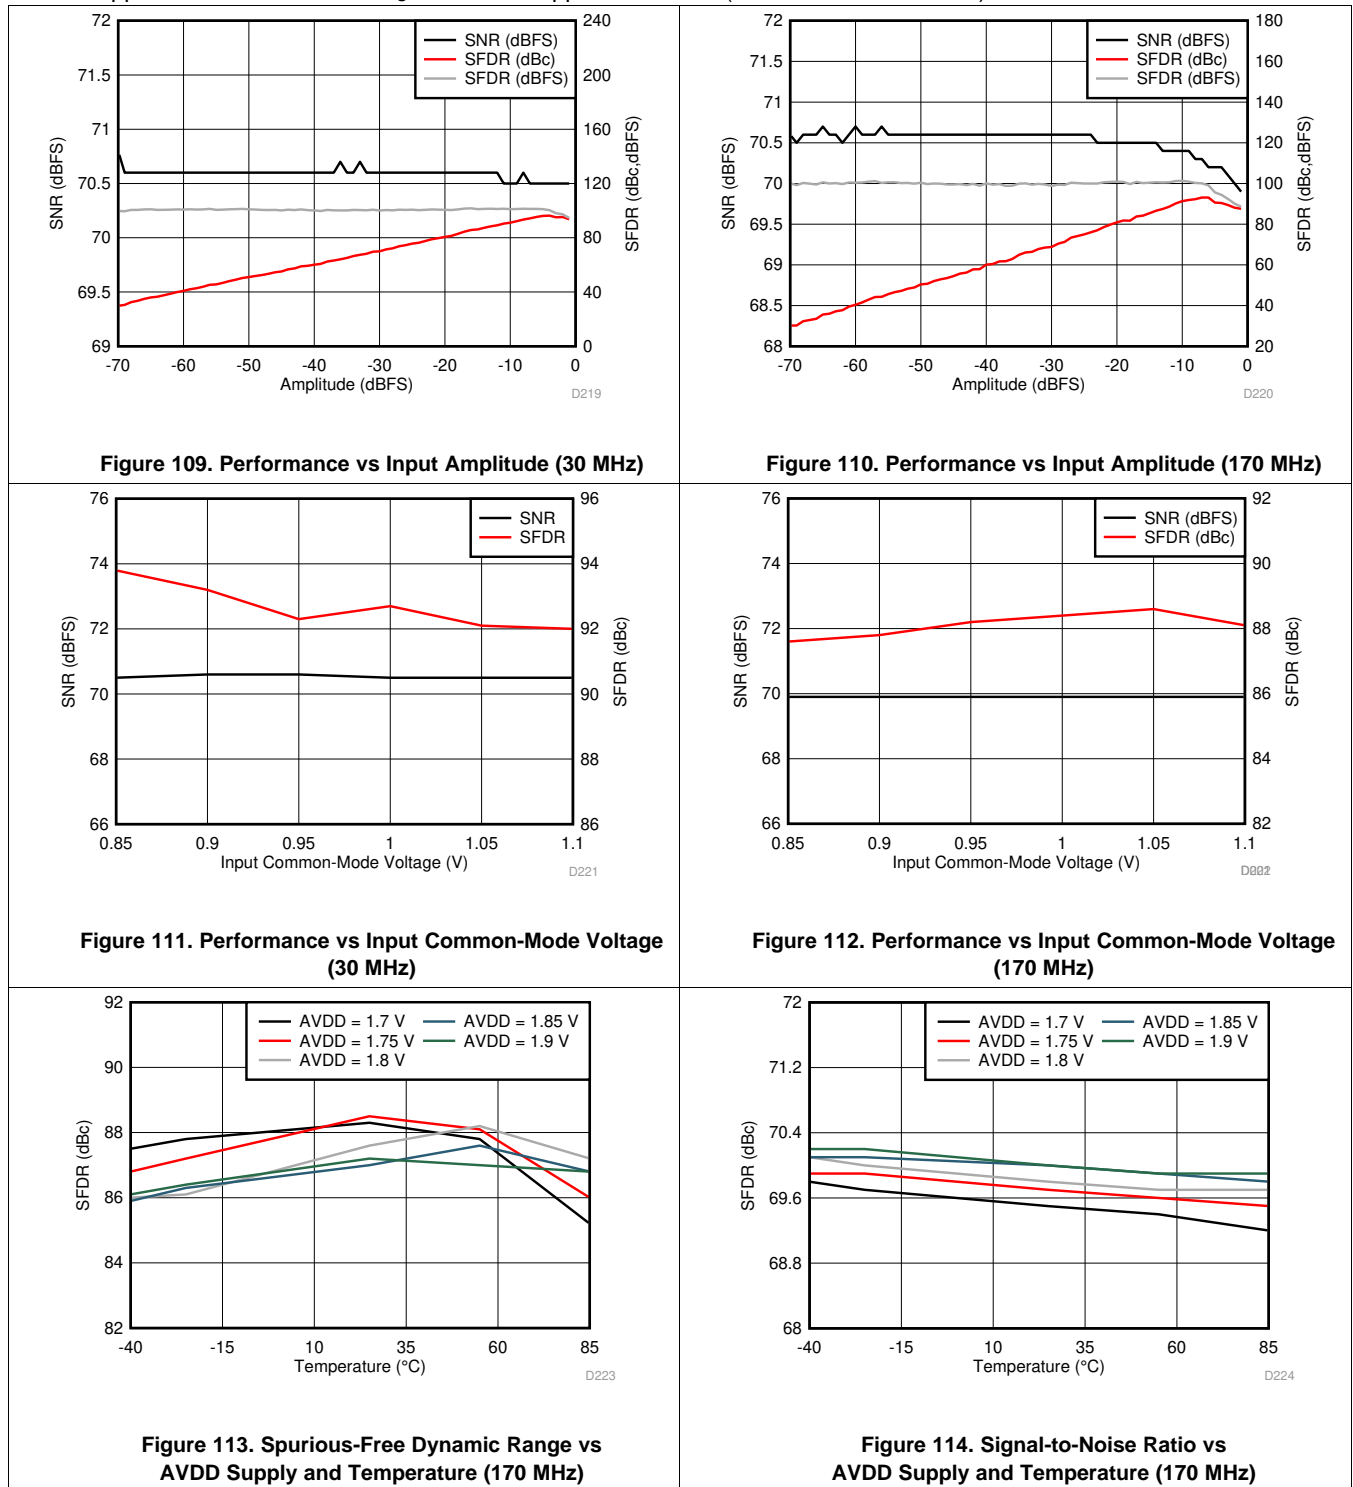 72
71.5
71
70.5
70
69.5
69
240
200
160
120
80
40
0
SNR (dBFS)
SFDR (dBc)
SFDR (dBFS)
SNR (dBFS)
SFDR (dBc,dBFS)
-70 -60 -50 -40 -30 -20 -10 0
Amplitude (dBFS)
D219
Figure 109. Performance vs Input Amplitude (30 MHz)
72
71.5
71
70.5
70
69.5
69
68.5
68
180
160
140
120
100
80
60
40
20
SNR (dBFS)
SFDR (dBc)
SFDR (dBFS)
SNR (dBFS)
SFDR (dBc,dBFS)
-70 -60 -50 -40 -30 -20 -10 0
Amplitude (dBFS)
D220
Figure 110. Performance vs Input Amplitude (170 MHz)
76
74
72
70
68
66
96
94
92
90
88
86
SNR
SFDR
SNR (dBFS)
SFDR (dBc)
0.85 0.9 0.95 1 1.05 1.1
Input Common-Mode Voltage (V)
D221
Figure 111. Performance vs Input Common-Mode Voltage
(30 MHz)
76
74
72
70
68
66
92
90
88
86
84
82
SNR (dBFS)
SFDR (dBc)
SNR (dBFS)
SFDR (dBc)
0.85 0.9 0.95 1 1.05 1.1
Input Common-Mode Voltage (V)
Figure 112. Performance vs Input Common-Mode Voltage
(170 MHz)
92
90
88
86
84
82
AVDD = 1.7 V AVDD = 1.85 V
AVDD = 1.75 V AVDD = 1.9 V
AVDD = 1.8 V
SFDR (dBc)
-40 -15 10 35 60 85
Temperature (°C)
D223
Figure 113. Spurious-Free Dynamic Range vs
AVDD Supply and Temperature (170 MHz)
72
71.2
70.4
69.6
68.8
68
AVDD = 1.7 V AVDD = 1.85 V
AVDD = 1.75 V AVDD = 1.9 V
AVDD = 1.8 V
SFDR (dBc)
-40 -15 10 35 60 85
Temperature (°C)
D224
Figure 114. Signal-to-Noise Ratio vs
AVDD Supply and Temperature (170 MHz)